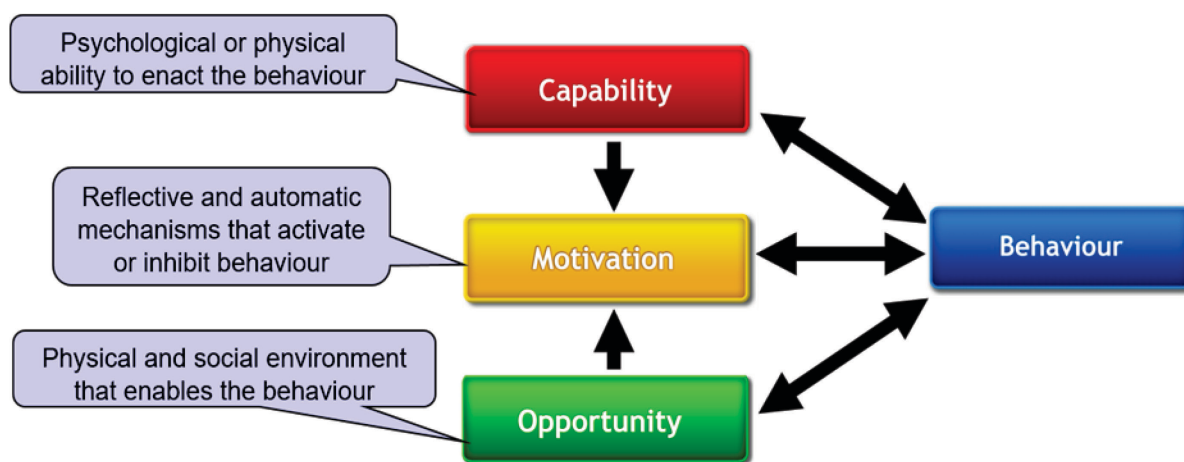 Psychological or physical
ability to enact the behaviour
Capability
Reflective and automatic
mechanisms that activate
or inhibit behaviour
Motivation
Behaviour
Physical and social environment
that enables the behaviour
Opportunity